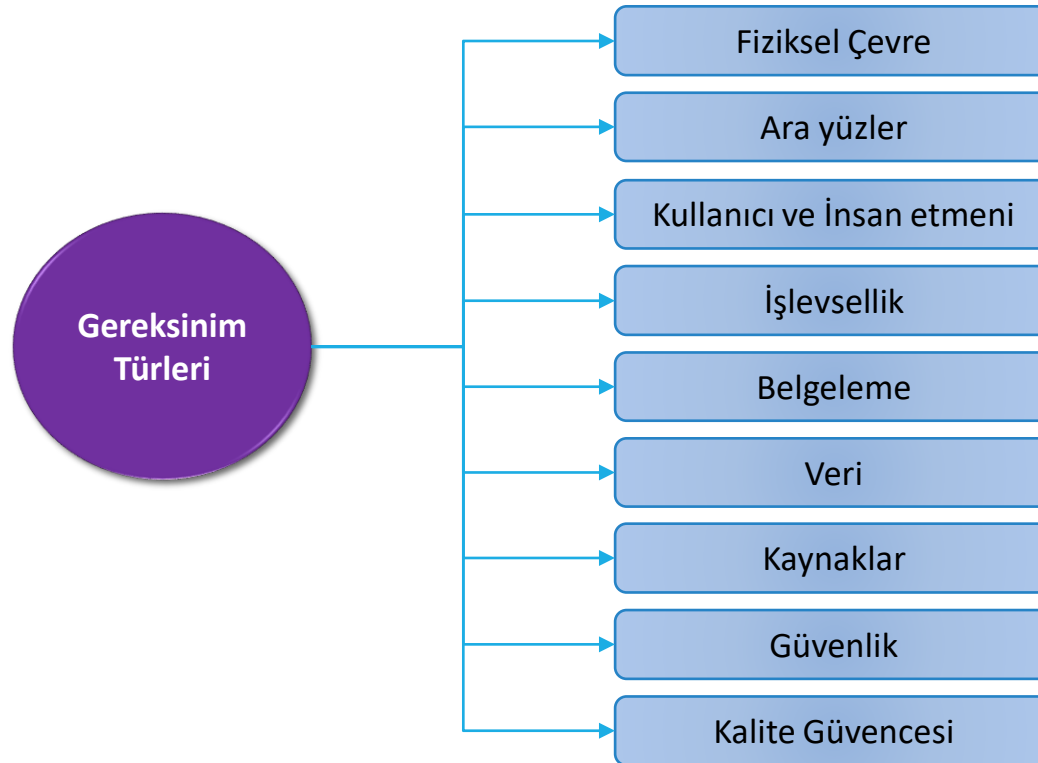 Gereksinim
Türleri
Fiziksel Çevre
Ara yüzler
Kullanıcı ve İnsan etmeni
İşlevsellik
Belgeleme
Veri
Kaynaklar
Güvenlik
Kalite Güvencesi